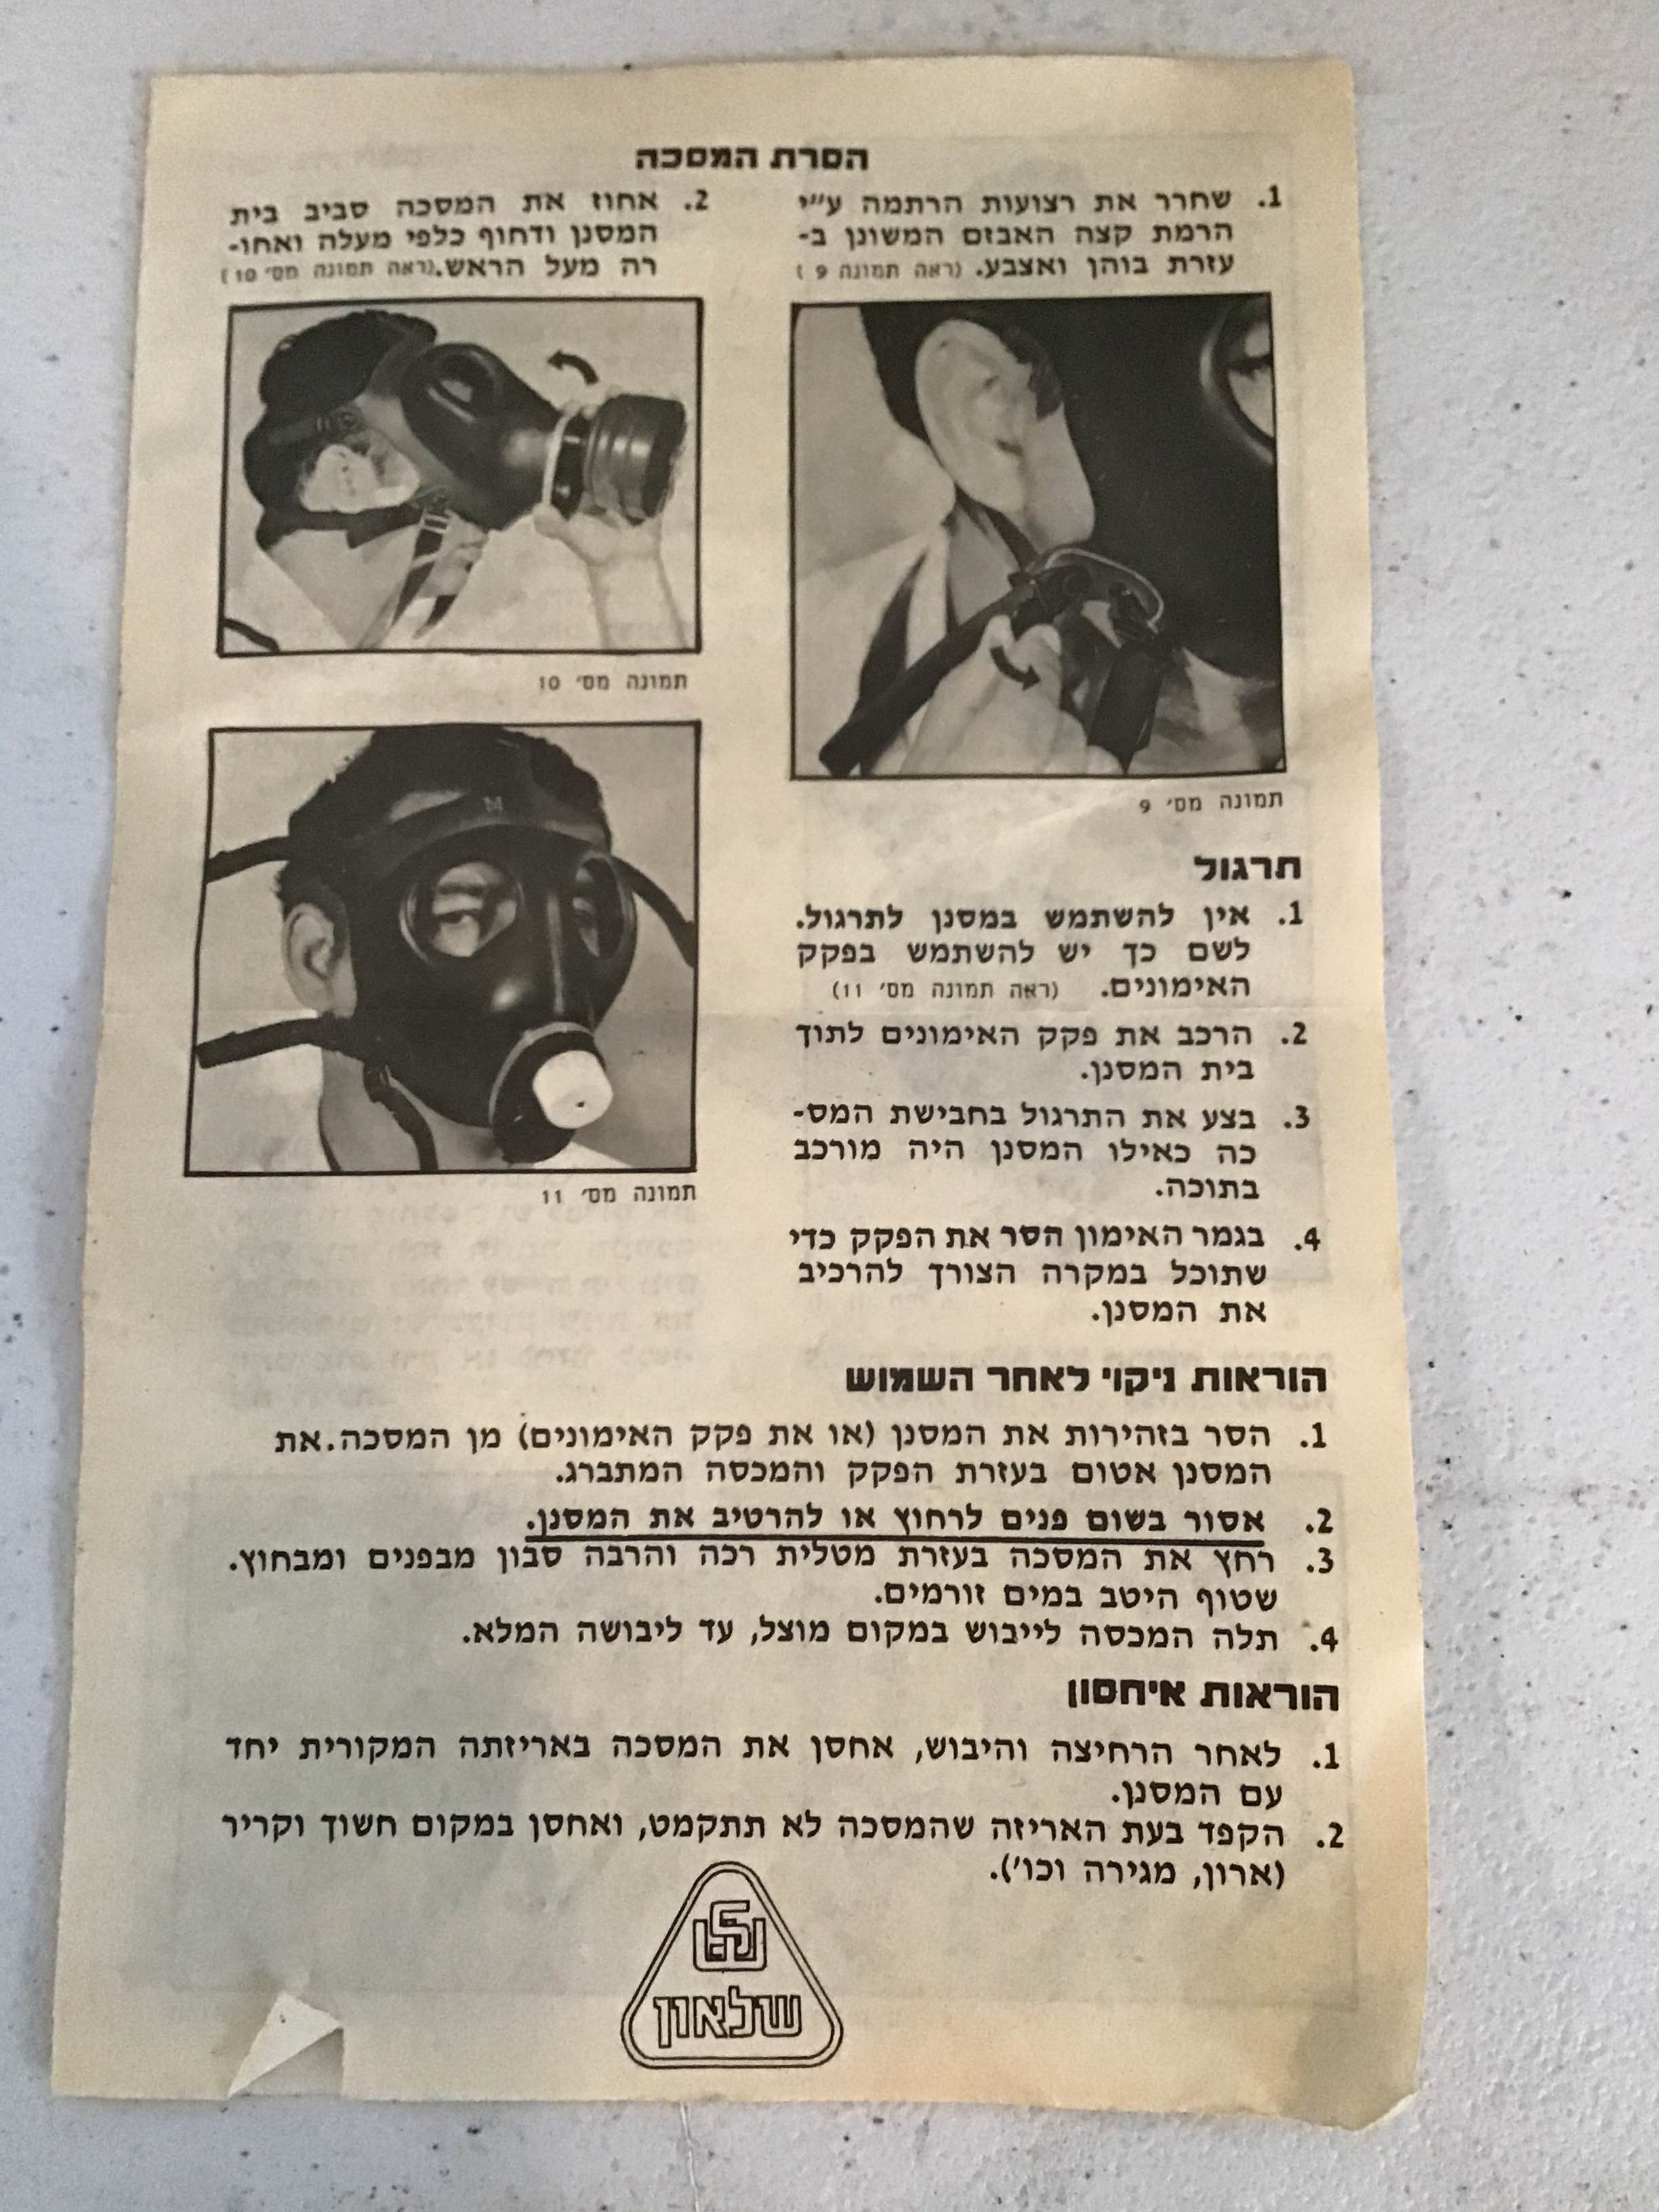 הסרת המסכה
1. שחרר את רצועות הרתמה ע״י
הרמת קצה האבזם המשונן ב-
עזרת בוהן ואצבע. (ראה תמונה 9)
2. אחוז את המסכה סביב בית
המסנן ודחוף כלפי מעלה ואחו-
רה מעל הראש. (ראה תמונה מס׳ 10)
תמונה מס׳ 9
תמונה מס׳ 10
תרגול
1. אין להשתמש במסנן לתרגול.
לשם כך יש להשתמש בפקק
האימונים. (ראה תמונה מס׳ 11)
2. הרכב את פקק האימונים לתוך
בית המסנן.
3. בצע את התרגול בחבישת המס-
כה כאילו המסנן היה מורכב
בתוכה.
4. בגמר האימון הסר את הפקק כדי
שתוכל במקרה הצורך להרכיב
את המסנן.
M
תמונה מס׳ 11
הוראות ניקוי לאחר השמוש
1. הסר בזהירות את המסנן (או את פקק האימונים) מן המסכה. את
המסנן אטום בעזרת הפקק והמכסה המתברג.
2. אסור בשום פנים לרחוץ או להרטיב את המסנן.
3. רחץ את המסכה בעזרת מטלית רכה והרבה סבון מבפנים ומבחוץ.
שטוף היטב במים זורמים.
4. תלה המכסה לייבוש במקום מוצל, עד ליבושה המלא.
הוראות איחסון
1. לאחר הרחיצה והיבוש, אחסן את המסכה באריזתה המקורית יחד
עם המסנן.
2. הקפד בעת האריזה שהמסכה לא תתקמט, ואחסן במקום חשוך וקריר
(ארון, מגירה וכו׳).
שלאון